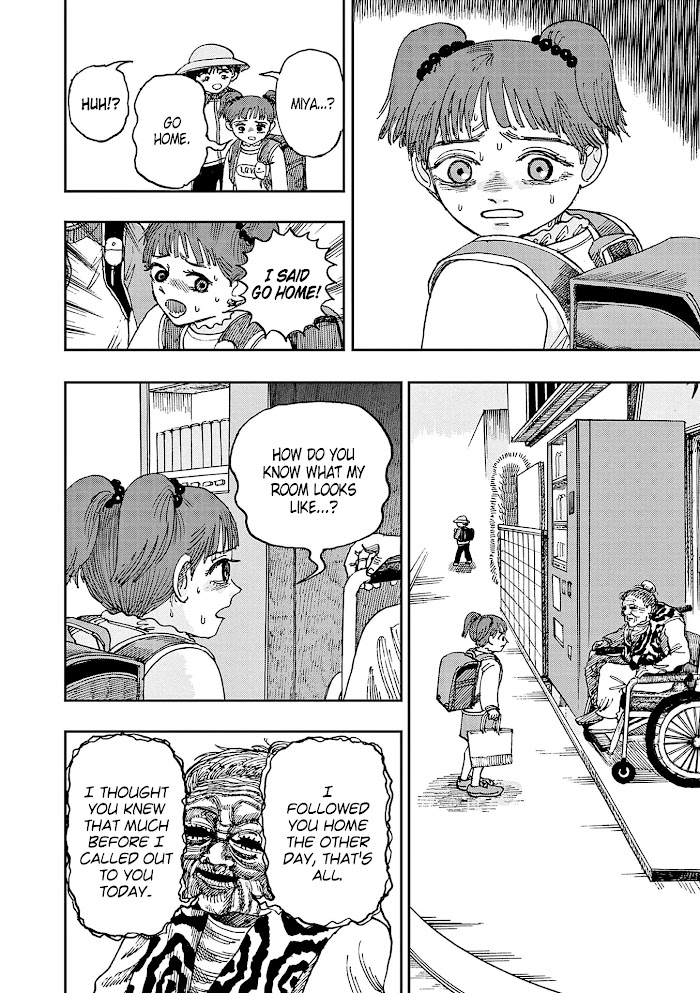 MIYA...?
GO
HOME.
HUH!?
I SAID
GO HOME!
HOW DO YOU
KNOW WHAT MY
ROOM LOOKS
LIKE...?
I
FOLLOWED
YOU HOME
THE OTHER
DAY, THAT'S
ALL.
I THOUGHT
YOU KNEW
THAT MUCH
BEFORE I
CALLED OUT
TO YOU
TODAY..